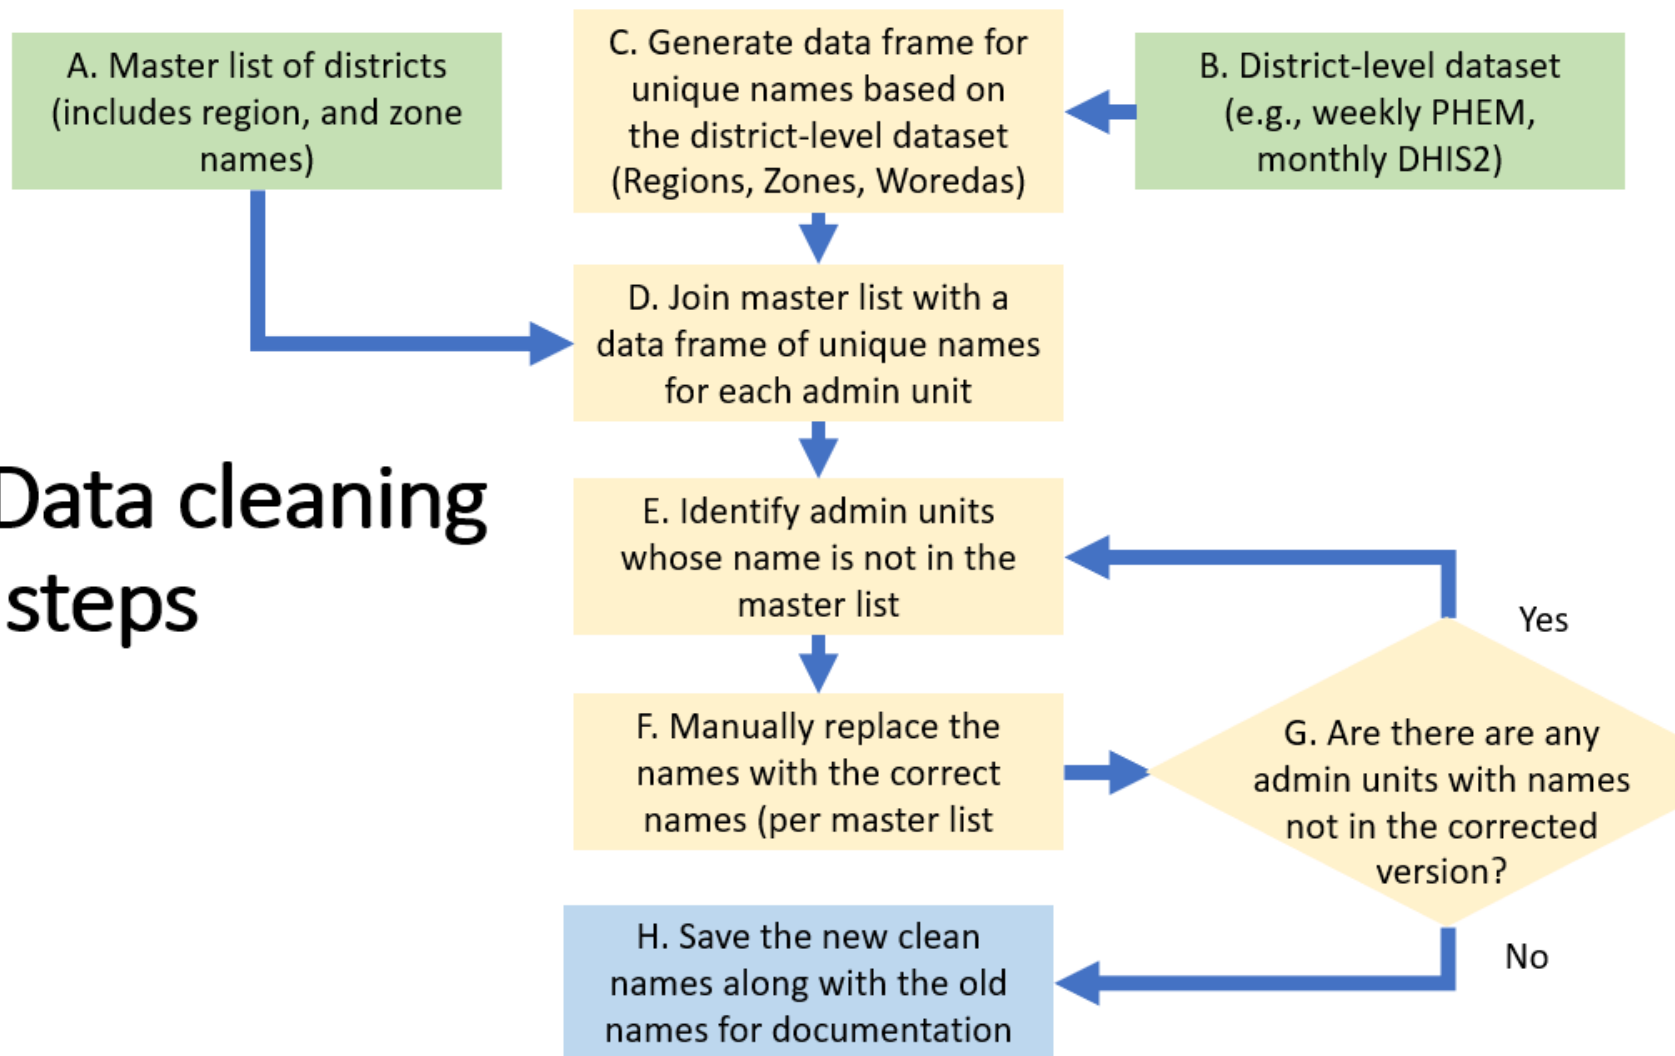 A. Master list of districts
(includes region, and zone
names)
C. Generate data frame for
unique names based on
the district-level dataset
(Regions, Zones, Woredas)
B. District-level dataset
(e.g., weekly PHEM,
monthly DHIS2)
D. Join master list with a
data frame of unique names
for each admin unit
Data cleaning
steps
E. Identify admin units
whose name is not in the
master list
Yes
F. Manually replace the
names with the correct
names (per master list
G. Are there are any
admin units with names
not in the corrected
version?
No
H. Save the new clean
names along with the old
names for documentation